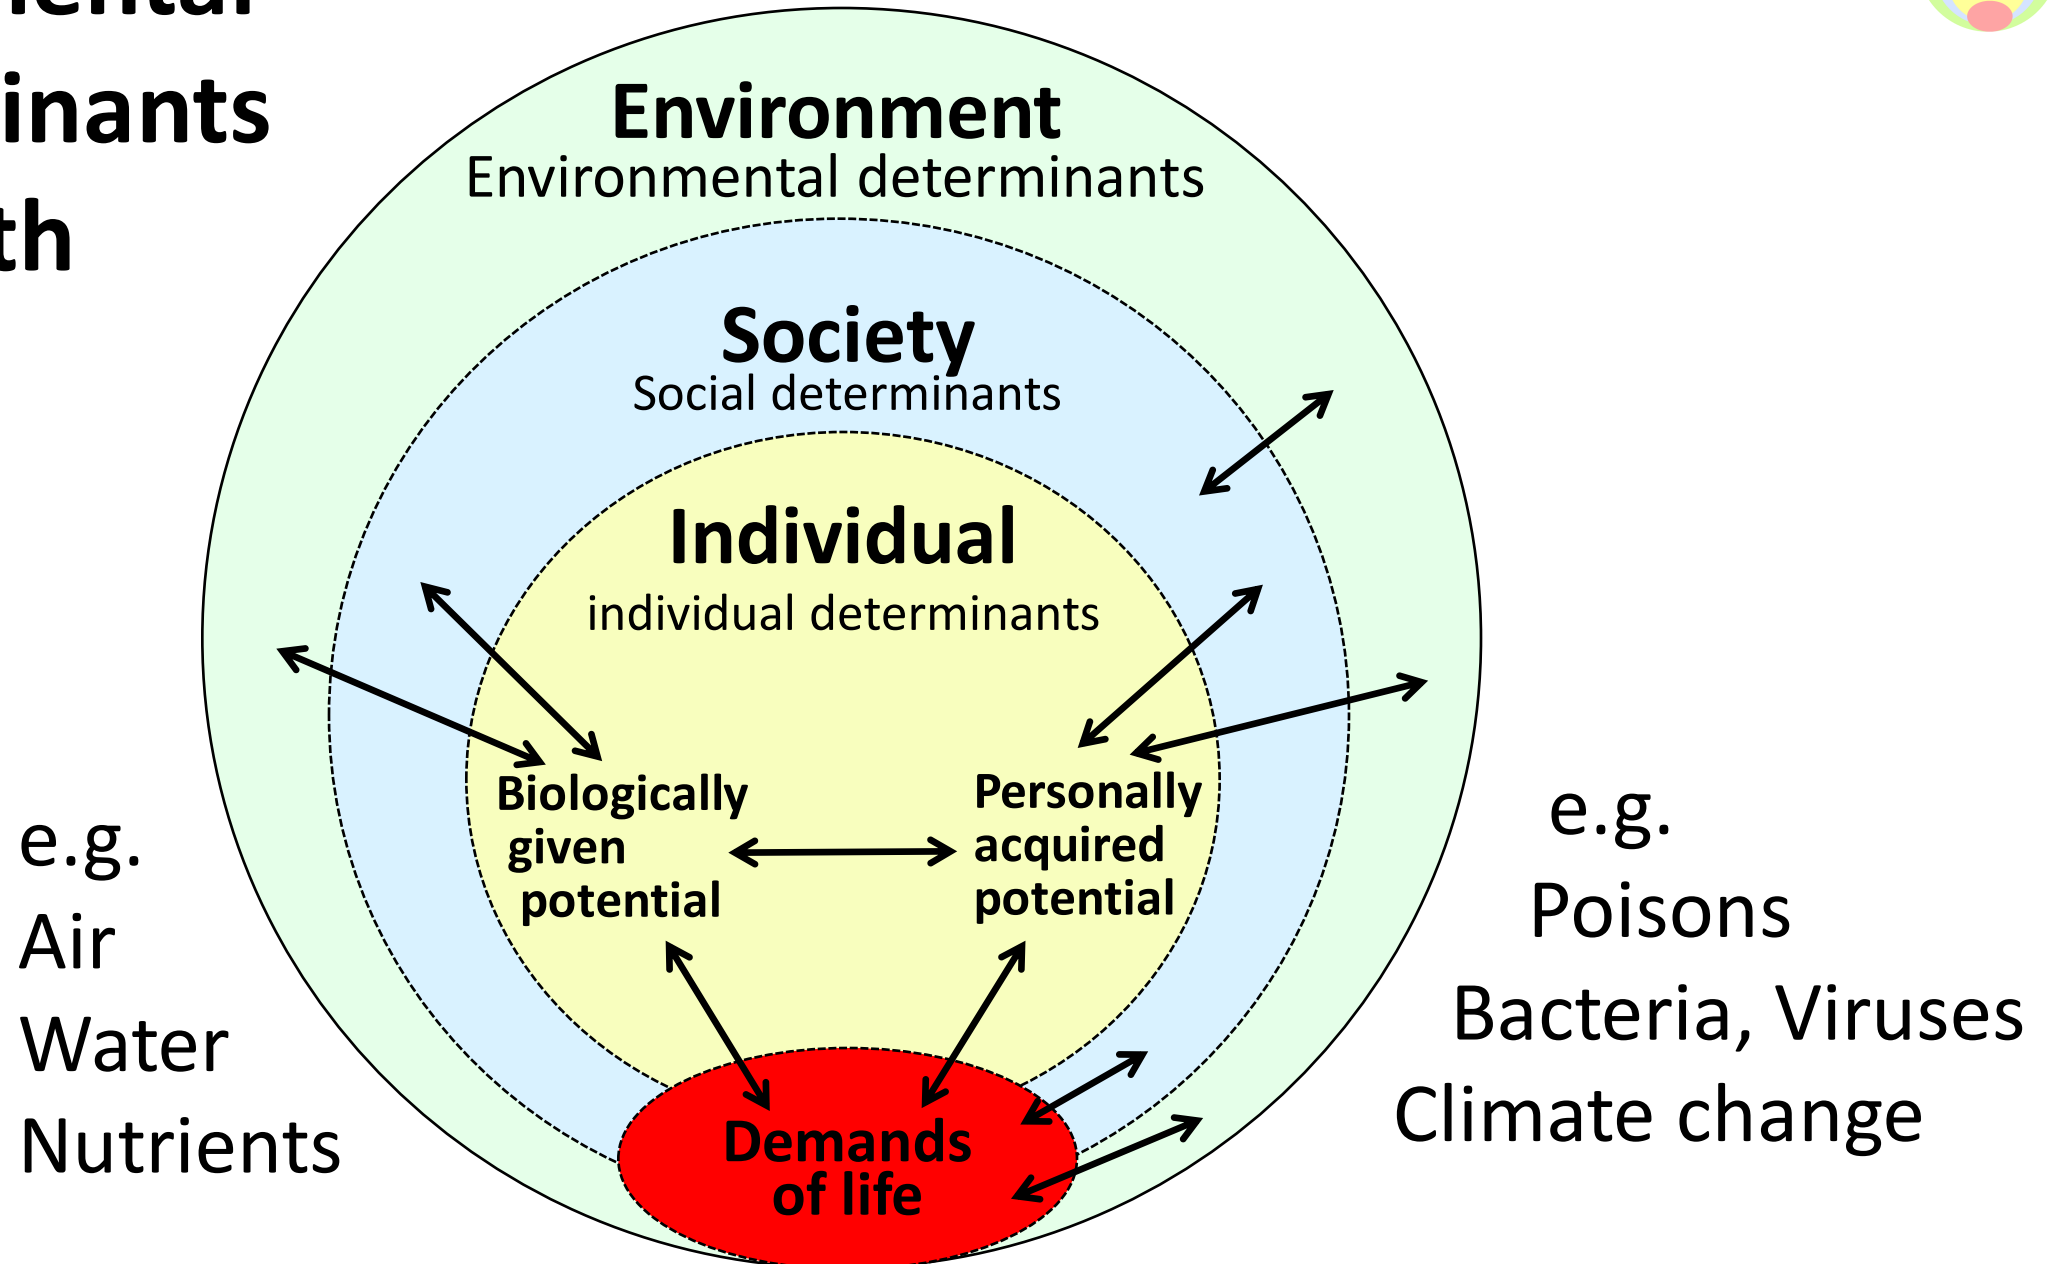 inants
th
Environment
Environmental determinants
Society
Social determinants
Individual
individual determinants
Biologically
given
potential
Personally
acquired
potential
Demands
of life
e.g.
Air
Water
Nutrients
e.g.
Poisons
Bacteria, Viruses
Climate change